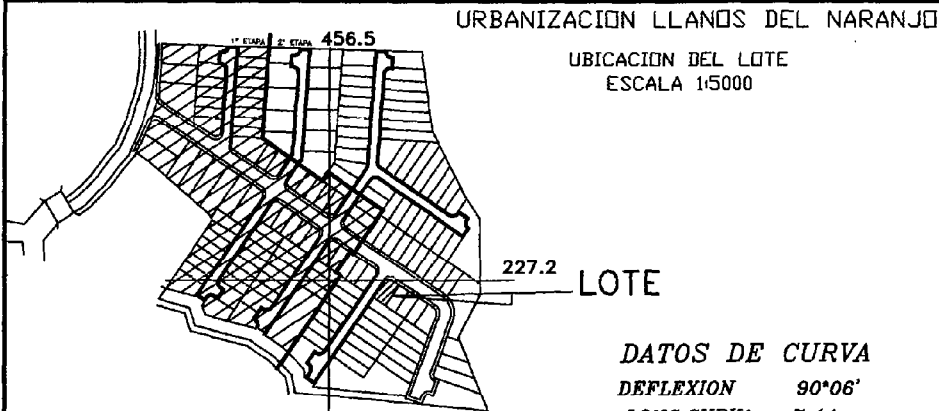 URBANIZACION LLANOS DEL NARANJO
UBICACION DEL LOTE
ESCALA 1:5000
1ª ETAPA 2ª ETAPA 456.5
227.2
LOTE
DATOS DE CURVA
DEFLEXION 90°06'